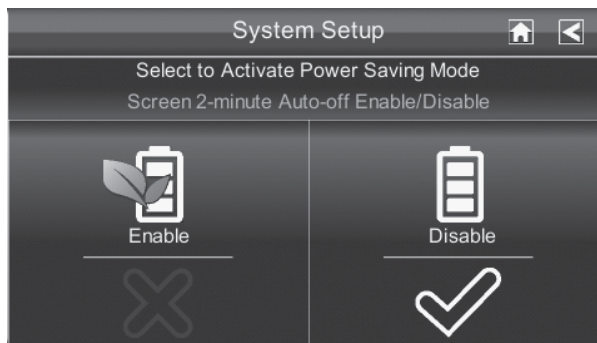 System Setup
Select to Activate Power Saving Mode
Screen 2-minute Auto-off Enable/Disable
Enable
Disable